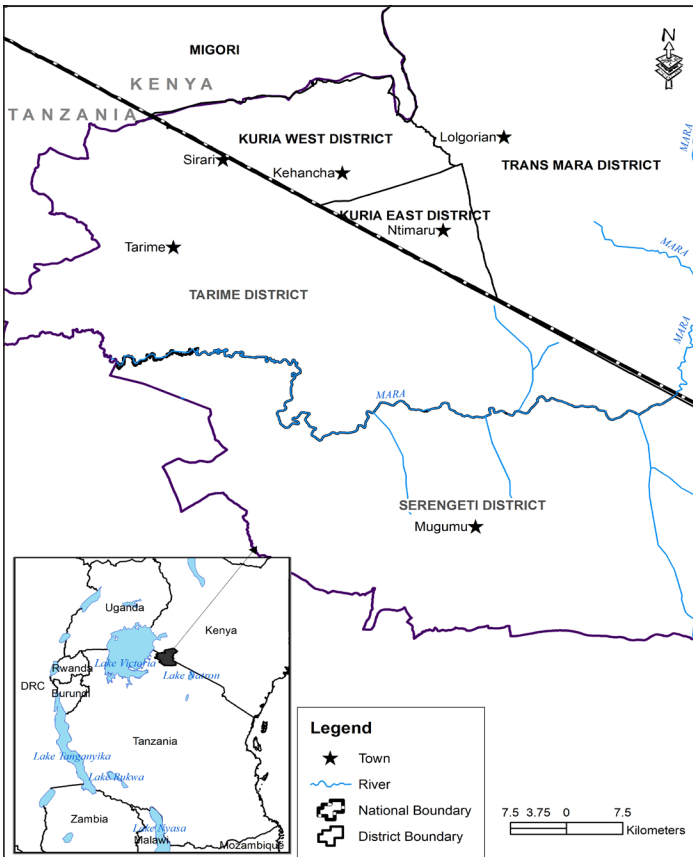 MIGORI
N
KENYA
TANZANIA
KURIA WEST DISTRICT
Lolgorian
MARA
Sirari
Kehancha
TRANS MARA DISTRICT
KURIA EAST DISTRICT
Ntimaru
Tarime
MARA
TARIME DISTRICT
MARA
MARA
SERENGETI DISTRICT
Mugumu
Uganda
Kenya
Lake Victoria
Rwanda
Lake Natron
DRC
Burundi
Tanzania
Lake Tanganyika
Lake Rukwa
Zambia
Lake Nyasa
Malawi
Mozambique
Legend
Town
River
National Boundary
District Boundary
7.5 3.75 0 7.5
Kilometers